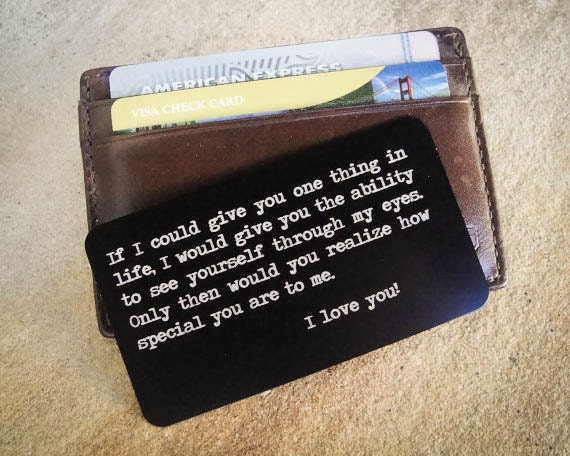 AMERICAN EXPRESS
VISA CHECK CARD
If I could give you one thing in
life, I would give you the ability
to see yourself through my eyes.
Only then would you realize how
special you are to me.
I love you!